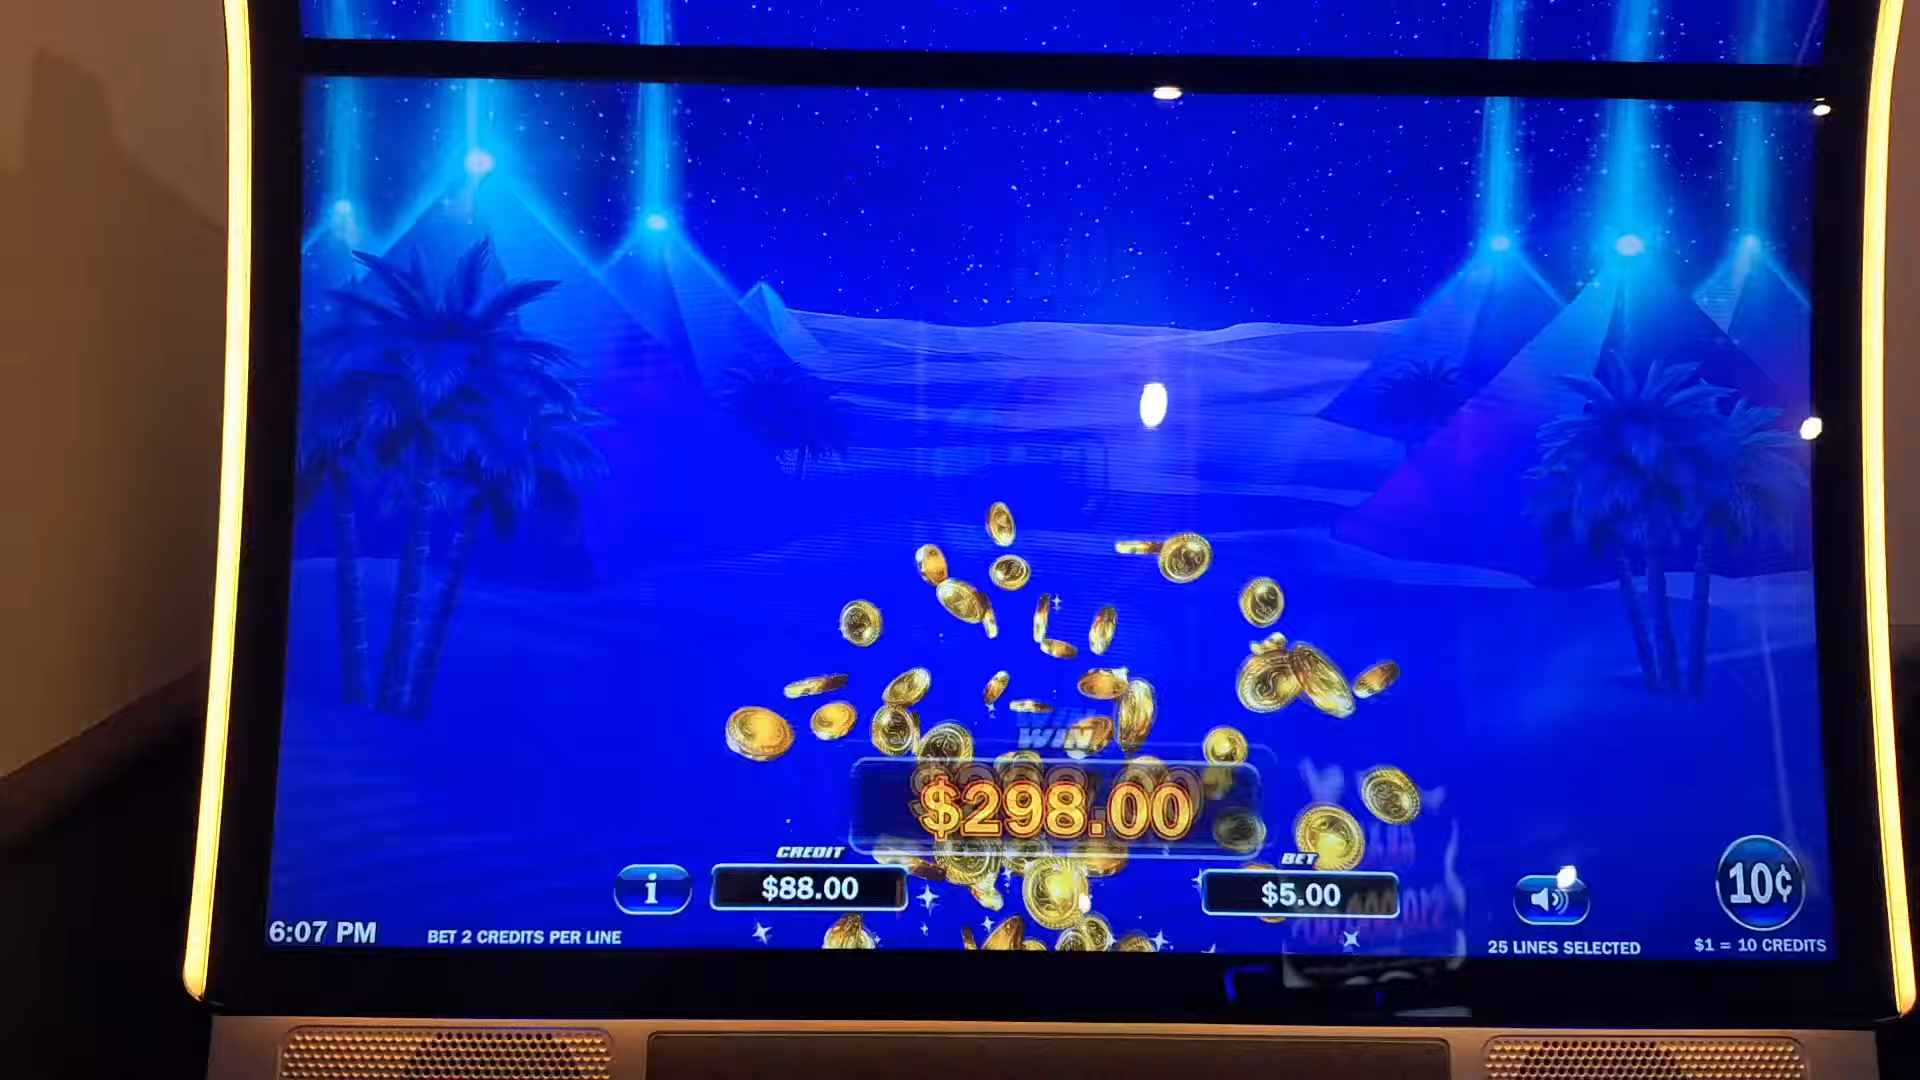 WIN
$298.00
CREDIT
$88.00
BET
$5.00
10¢
6:07 PM
BET 2 CREDITS PER LINE
25 LINES SELECTED
$1 = 10 CREDITS